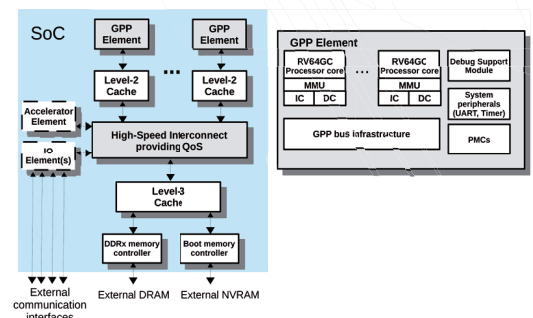 SoC
GPP
Element
GPP
Element
Level-2
Cache
...
Level-2
Cache
Accelerator
Element
IO
Element(s)
High-Speed Interconnect
providing QoS
Level-3
Cache
DDRx memory
controller
Boot memory
controller
External
communication
interfaces
External DRAM
External NVRAM
GPP Element
RV64GC
Processor core
MMU
IC
DC
...
RV64GC
Processor core
MMU
IC
DC
Debug Support
Module
System
peripherals
(UART, Timer)
GPP bus infrastructure
PMCs